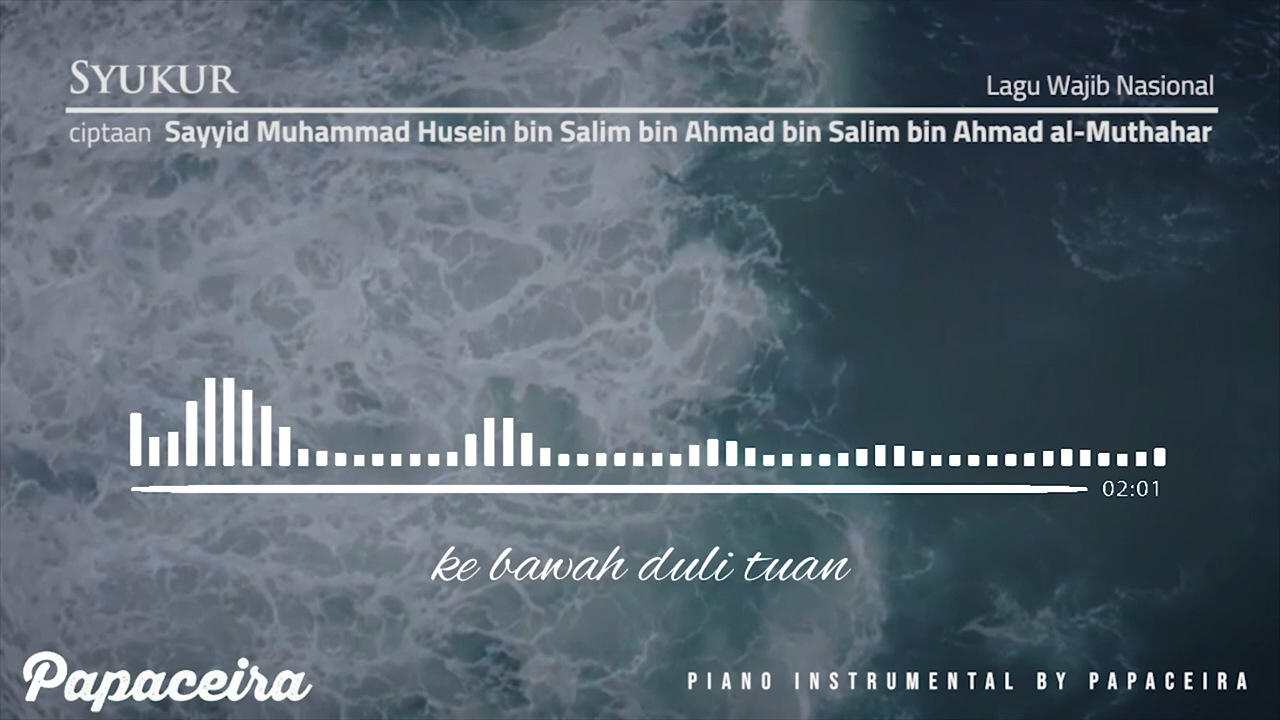 SYUKUR
Lagu Wajib Nasional
ciptaan Sayyid Muhammad Husein bin Salim bin Ahmad bin Salim bin Ahmad al-Muthahar
02:01
ke bawah duli tuan
Papaceira
PIANO INSTRUMENTAL BY PAPACEIRA